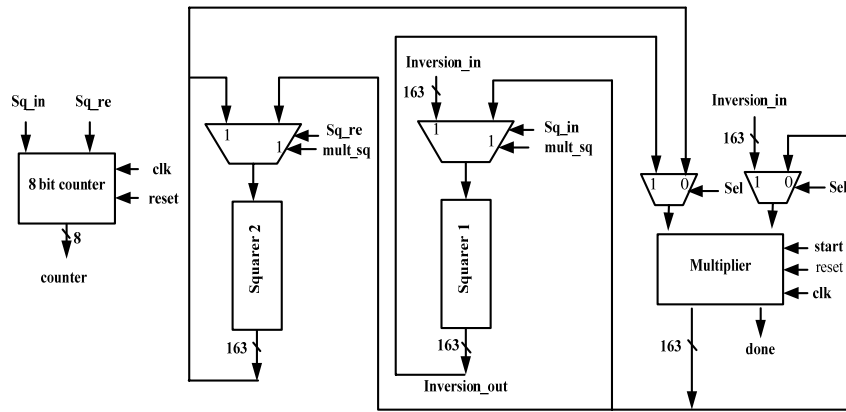 Sq_in
Sq_re
8 bit counter
clk
reset
8
counter
1
1
Sq_re
mult_sq
Squarer 2
163
Inversion_in
163
1
1
Sq_in
mult_sq
Squarer 1
163
Inversion_out
Inversion_in
163
1
0
Sel
1
0
Sel
Multiplier
start
reset
clk
163
done